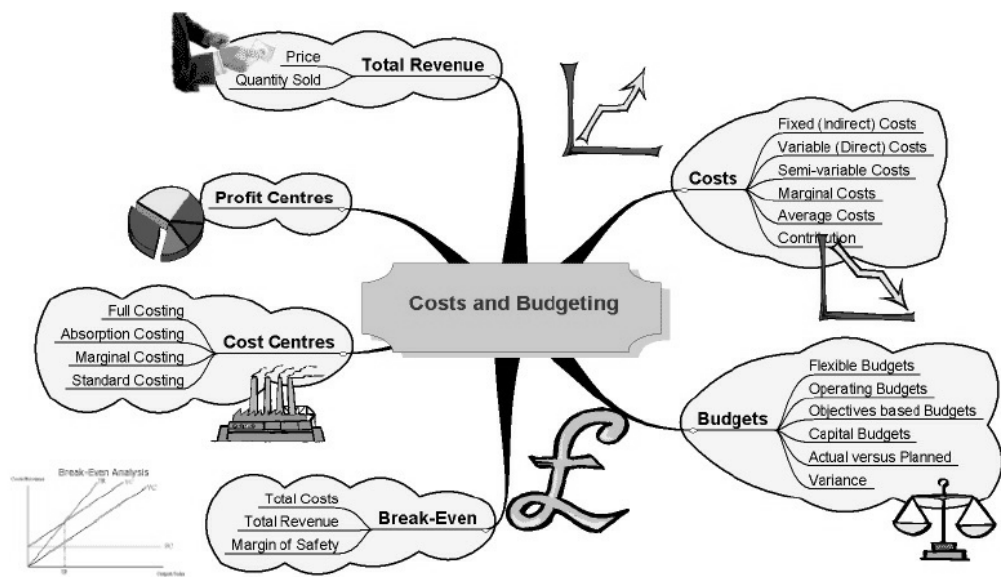 Price
Quantity Sold
Total Revenue
Fixed (Indirect) Costs
Variable (Direct) Costs
Semi-variable Costs
Marginal Costs
Average Costs
Contribution
Costs
Profit Centres
Costs and Budgeting
Full Costing
Absorption Costing
Marginal Costing
Standard Costing
Cost Centres
Flexible Budgets
Operating Budgets
Objectives based Budgets
Capital Budgets
Actual versus Planned
Variance
Budgets
Total Costs
Total Revenue
Margin of Safety
Break-Even
Break-Even Analysis